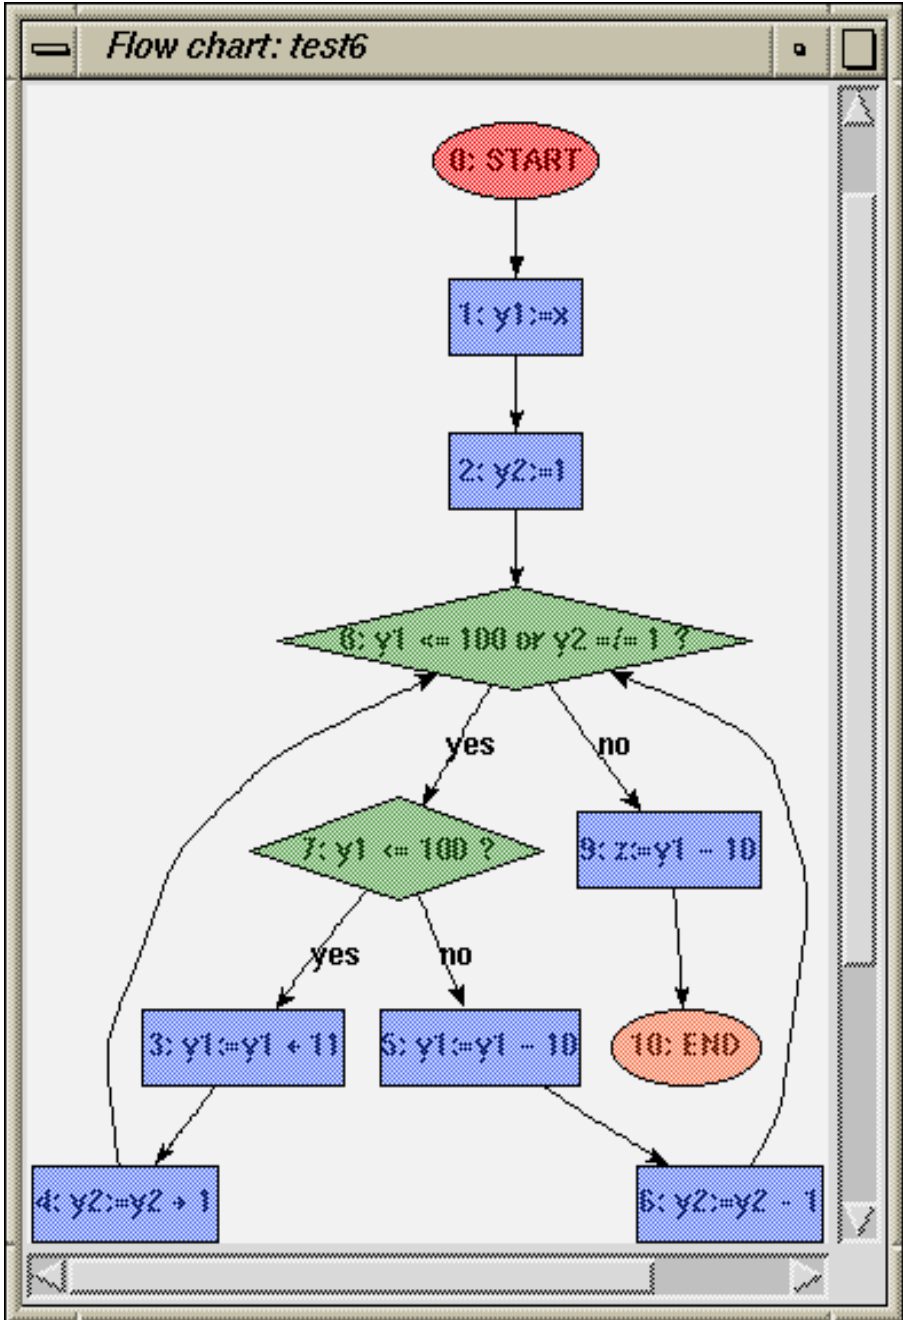 Flow chart: test6
0: START
1: y1:=x
2: y2:=1
8: y1 <= 100 or y2 =/= 1 ?
yes
no
7: y1 <= 100 ?
9: z:=y1 - 10
yes
no
3: y1:=y1 + 11
5: y1:=y1 - 10
10: END
4: y2:=y2 + 1
6: y2:=y2 - 1